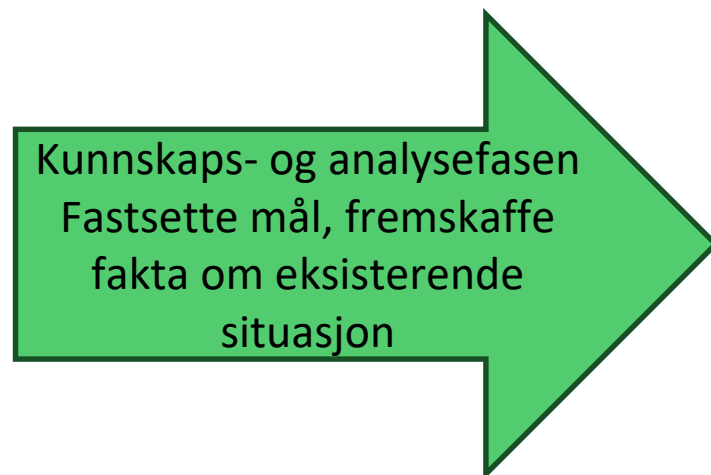 Kunnskaps- og analysefasen
Fastsette mål, fremskaffe
fakta om eksisterende
situasjon